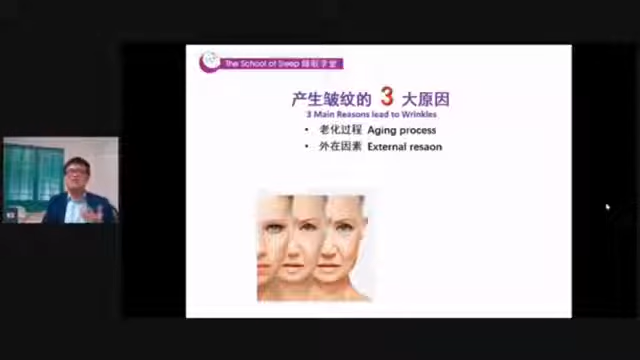 The School of Sleep 睡眠学堂
产生皱纹的 3 大原因
3 Main Reasons lead to Wrinkles
• 老化过程 Aging process
• 外在因素 External resaon